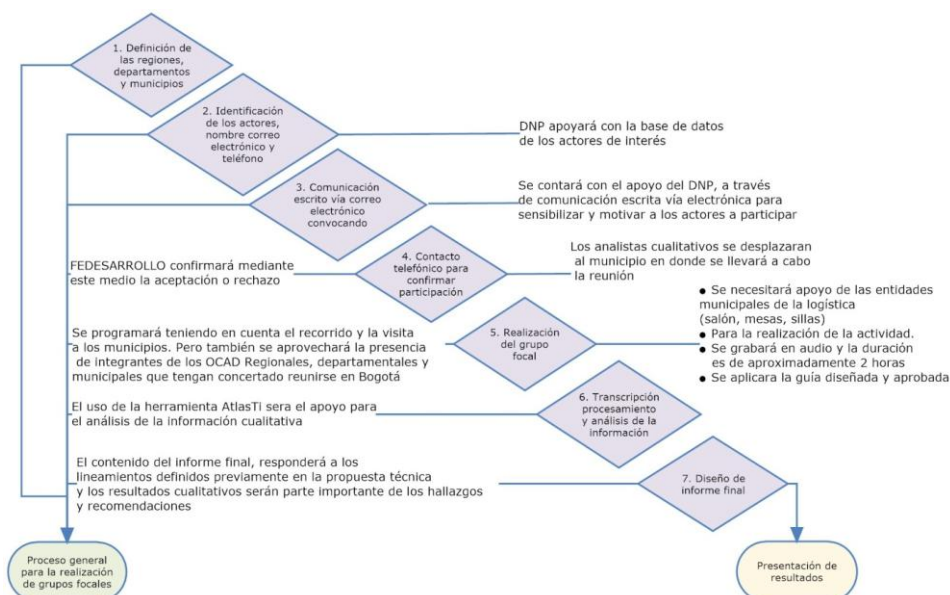 1. Definición de
las regiones,
departamentos
y municipios
2. Identificación
de los actores,
nombre correo
electrónico y
teléfono
DNP apoyará con la base de datos
de los actores de interés
3. Comunicación
escrito vía correo
electrónico
convocando
Se contará con el apoyo del DNP, a través
de comunicación escrita vía electrónica para
sensibilizar y motivar a los actores a participar
FEDESARROLLO confirmará mediante
este medio la aceptación o rechazo
4. Contacto
telefónico para
confirmar
participación
Los analistas cualitativos se desplazaran
al municipio en donde se llevará a cabo
la reunión
Se programará teniendo en cuenta el recorrido y la visita
a los municipios. Pero también se aprovechará la presencia
de integrantes de los OCAD Regionales, departamentales y
municipales que tengan concertado reunirse en Bogotá
5. Realización
del grupo
focal
● Se necesitará apoyo de las entidades
municipales de la logística
(salón, mesas, sillas)
● Para la realización de la actividad.
● Se grabará en audio y la duración
es de aproximadamente 2 horas
● Se aplicara la guía diseñada y aprobada
El uso de la herramienta AtlasTi sera el apoyo para
el análisis de la información cualitativa
6. Transcripción
procesamiento
y análisis de la
información
El contenido del informe final, responderá a los
lineamientos definidos previamente en la propuesta técnica
y los resultados cualitativos serán parte importante de los hallazgos
y recomendaciones
7. Diseño de
informe final
Proceso general
para la realización
de grupos focales
Presentación de
resultados